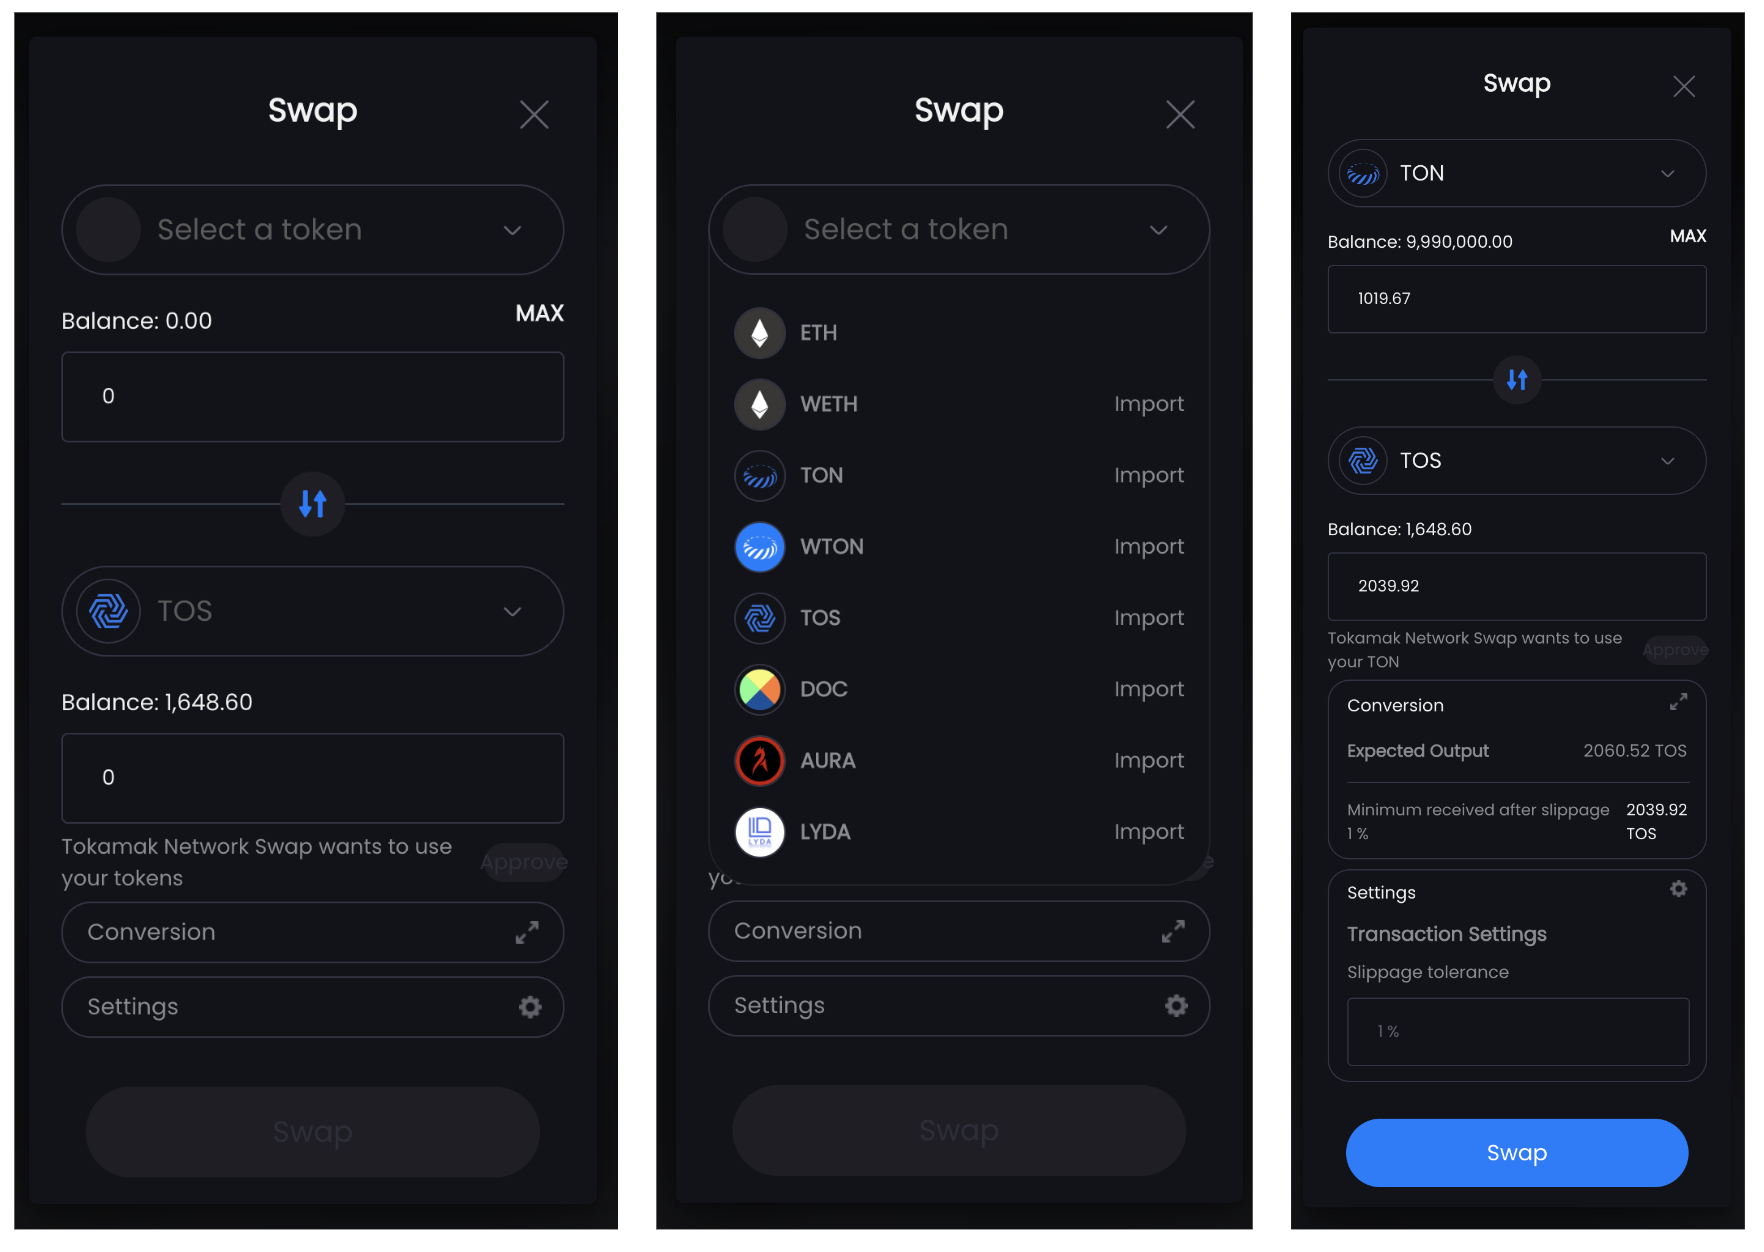 Swap
Select a token
Balance: 0.00
MAX
0
TOS
Balance: 1,648.60
0
Tokamak Network Swap wants to use
your tokens
Approve
Conversion
Settings
Swap
Swap
Select a token
ETH
WETH
Import
TON
Import
WTON
Import
TOS
Import
DOC
Import
AURA
Import
LYDA
LYDA
Import
Conversion
Settings
Swap
Swap
TON
Balance: 9,990,000.00
MAX
1019.67
TOS
Balance: 1,648.60
2039.92
Tokamak Network Swap wants to use
your TON
Approve
Conversion
Expected Output
2060.52 TOS
Minimum received after slippage
1 %
2039.92
TOS
Settings
Transaction Settings
Slippage tolerance
1 %
Swap